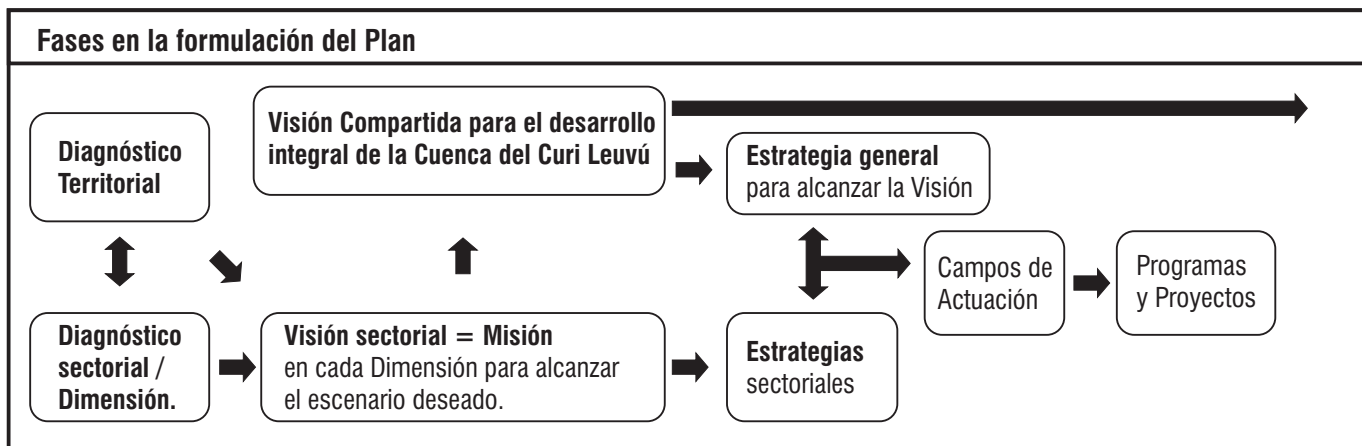 Fases en la formulación del Plan
Diagnóstico
Territorial
Visión Compartida para el desarrollo
integral de la Cuenca del Curi Leuvú
Estrategia general
para alcanzar la Visión
Campos de
Actuación
Programas
y Proyectos
Diagnóstico
sectorial /
Dimensión.
Visión sectorial = Misión
en cada Dimensión para alcanzar
el escenario deseado.
Estrategias
sectoriales